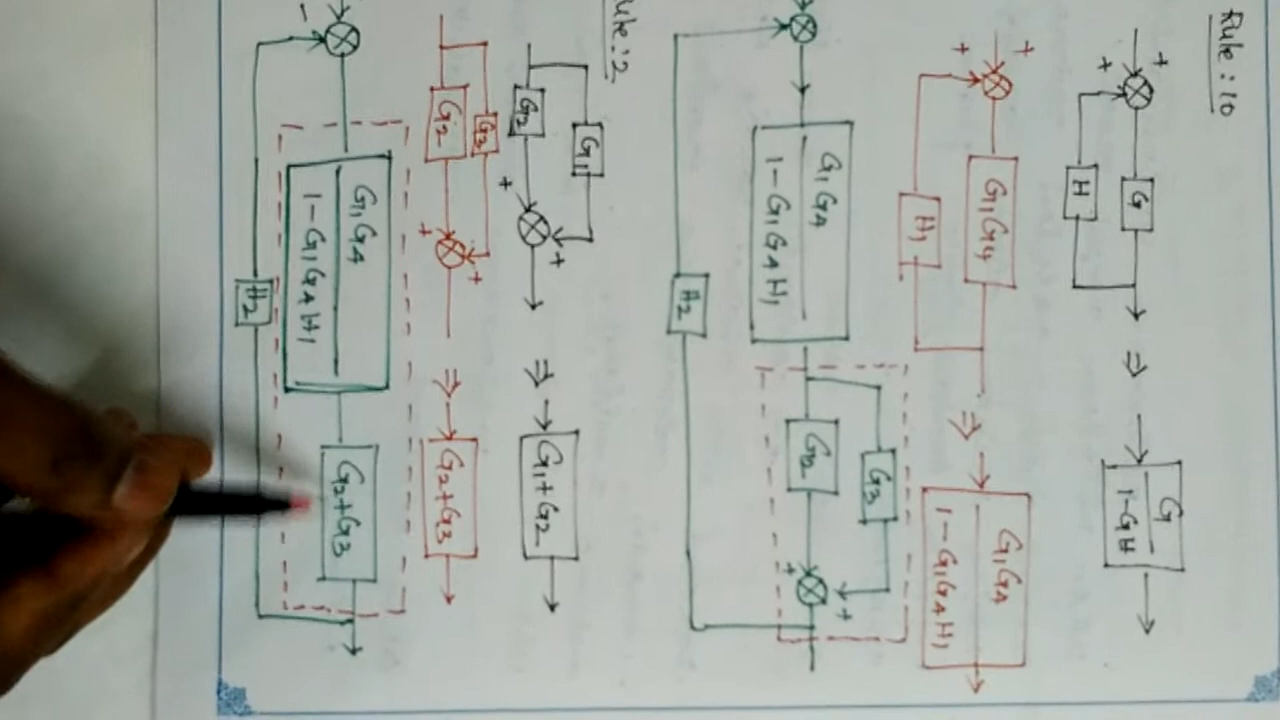 Rule:10
G
H
⇒
G
1-GH
+
+
G1G4
H1
⇒
G1G4
1-G1G4H1
+
+
G1G4
1-G1G4H1
G3
G2
+
+
H2
Rule:2
G1
G2
+
+
⇒
G1+G2
G3
G2
+
+
⇒
G2+G3
-
G1G4
1-G1G4H1
G2+G3
H2